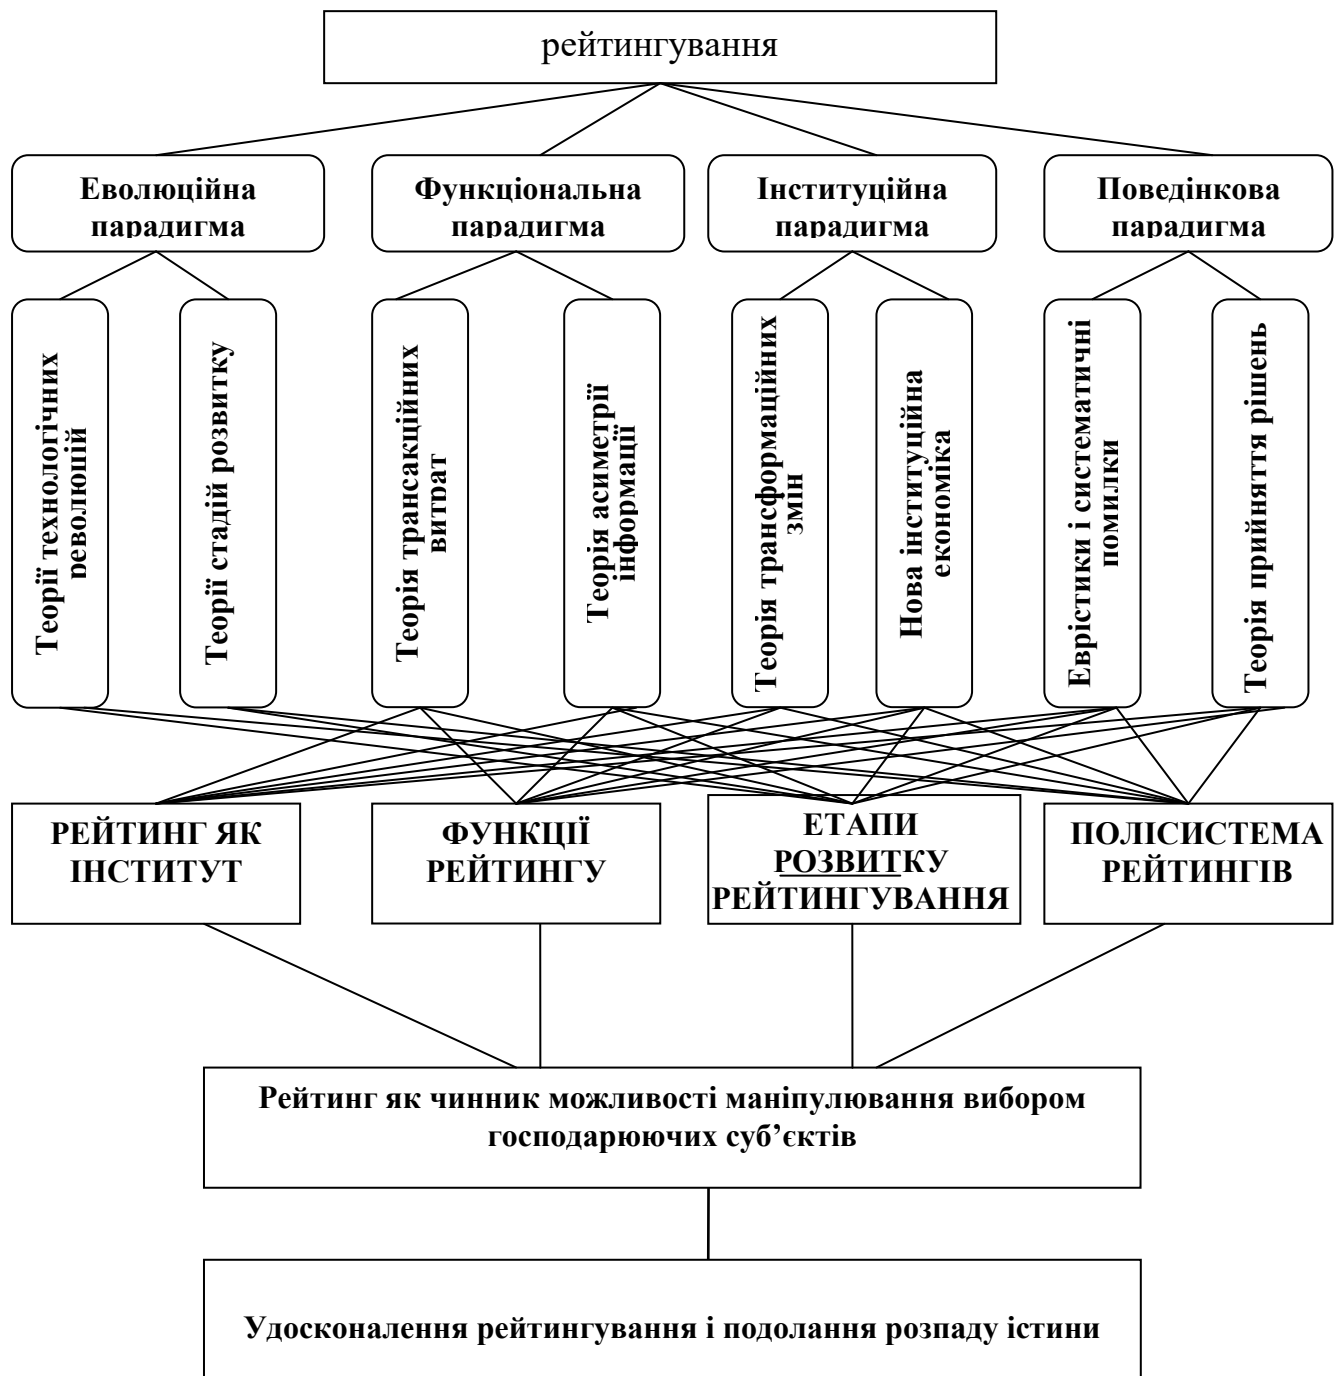 рейтингування
Еволюційна
парадигма
Функціональна
парадигма
Інституційна
парадигма
Поведінкова
парадигма
Теорії технологічних
революцій
Теорії стадій розвитку
Теорія трансакційних
витрат
Теорія асиметрії
інформації
Теорія трансформаційних
змін
Нова інституційна
економіка
Еврістики і систематичні
помилки
Теорія прийняття рішень
РЕЙТИНГ ЯК
ІНСТИТУТ
ФУНКЦІЇ
РЕЙТИНГУ
ЕТАПИ
РОЗВИТКУ
РЕЙТИНГУВАННЯ
ПОЛІСИСТЕМА
РЕЙТИНГІВ
Рейтинг як чинник можливості маніпулювання вибором
господарюючих суб’єктів
Удосконалення рейтингування і подолання розпаду істини